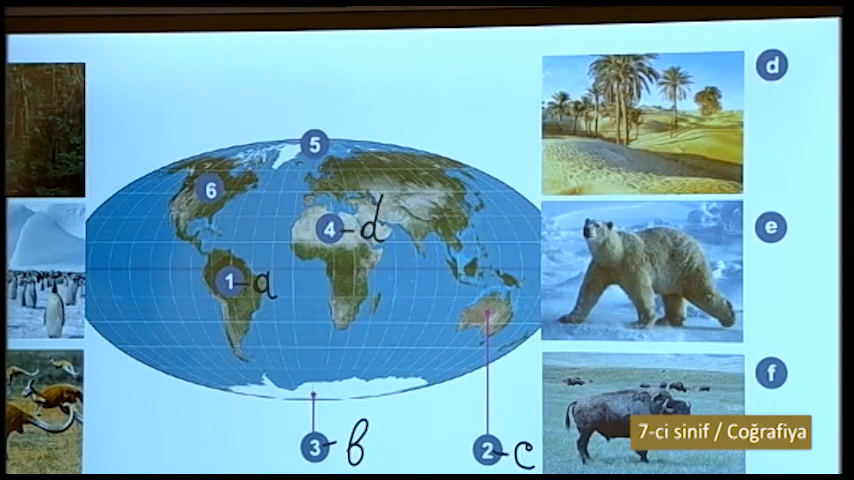 d
5
6
4 - d
e
1 - a
f
7-ci sinif / Coğrafiya
3 - b
2 - c